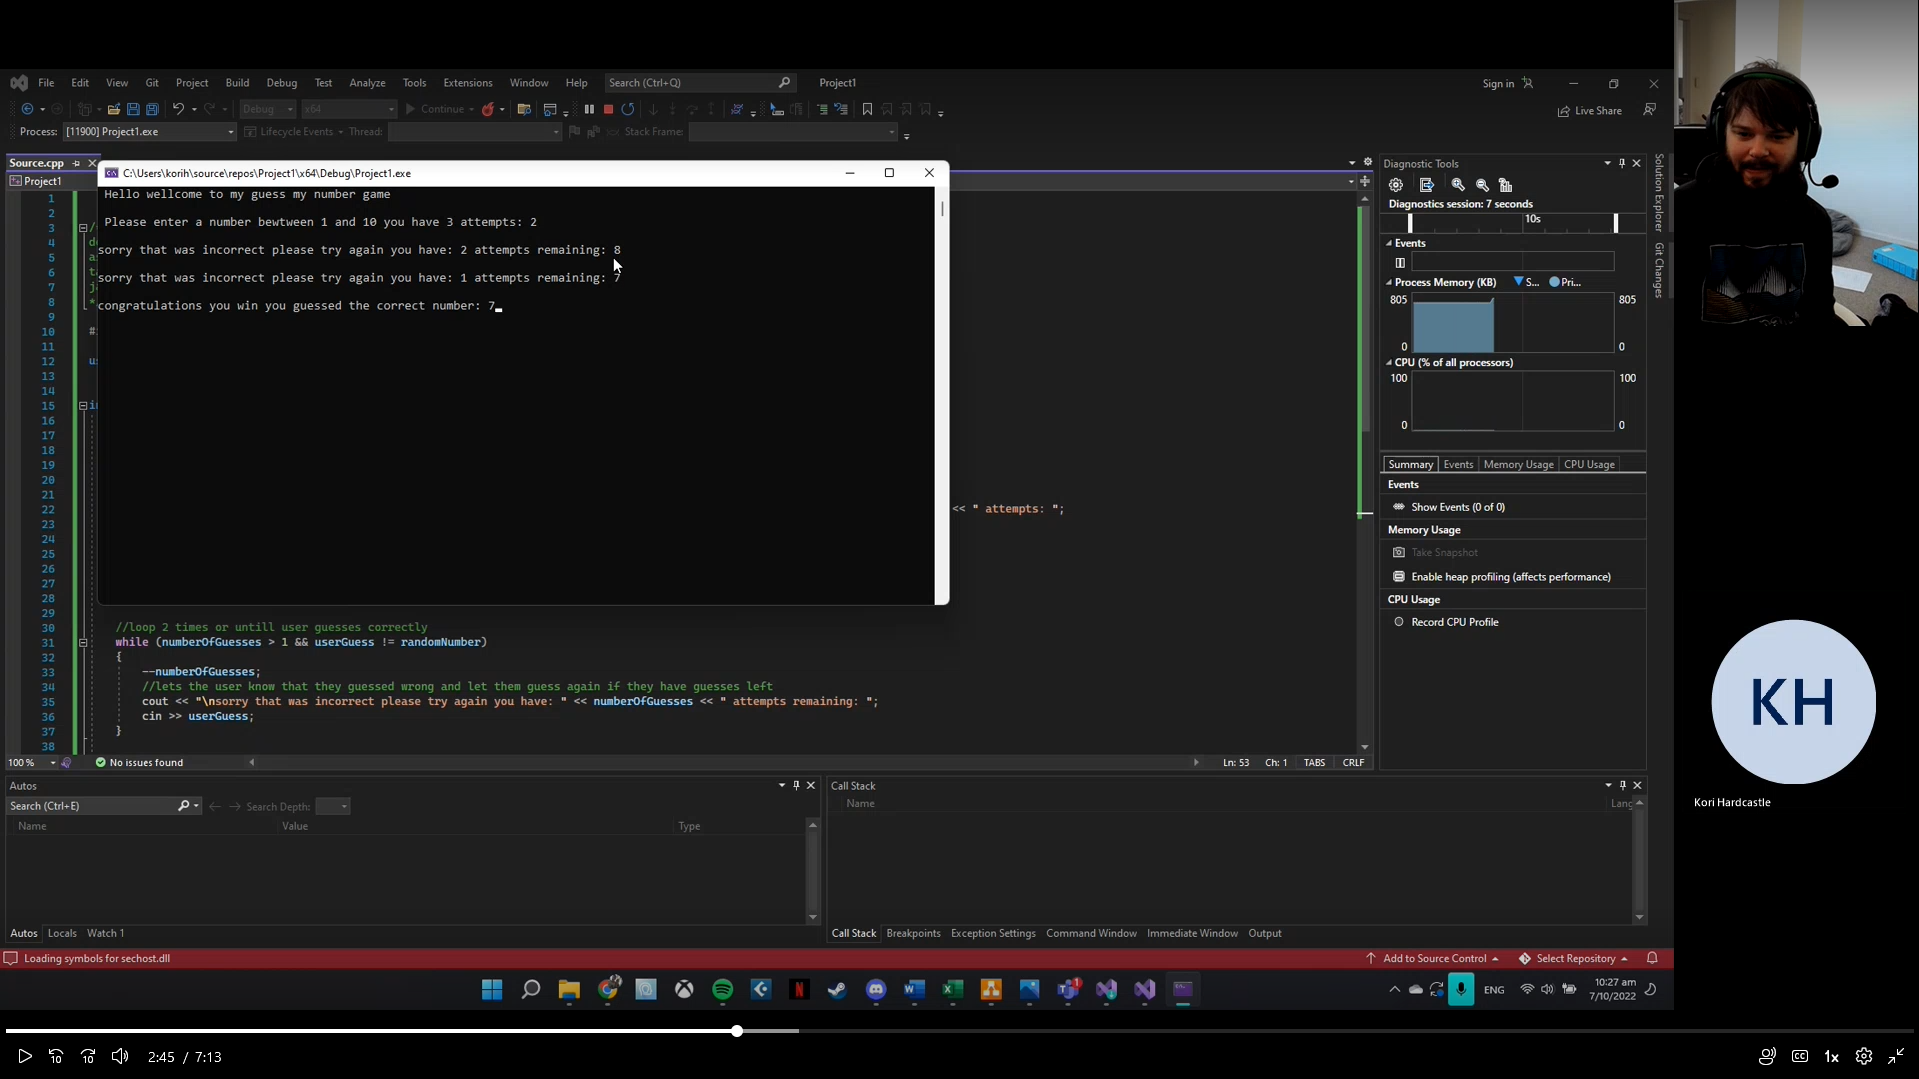 File Edit View Git Project Build Debug Test Analyze Tools Extensions Window Help Search (Ctrl+Q) Project1 Sign in
Debug x64 Continue Live Share
Process: [11900] Project1.exe Lifecycle Events Thread: Stack Frame:
Source.cpp
Project1
C:\Users\korih\source\repos\Project1\x64\Debug\Project1.exe
Hello wellcome to my guess my number game
Please enter a number bewtween 1 and 10 you have 3 attempts: 2
sorry that was incorrect please try again you have: 2 attempts remaining: 8
sorry that was incorrect please try again you have: 1 attempts remaining: 7
congratulations you win you guessed the correct number: 7
1
2
3
4
5
6
7
8
9
10
11
12
13
14
15
16
17
18
19
20
21
22 << " attempts: ";
23
24
25
26
27
28
29
30 //loop 2 times or untill user guesses correctly
31 while (numberOfGuesses > 1 && userGuess != randomNumber)
32 {
33 --numberOfGuesses;
34 //lets the user know that they guessed wrong and let them guess again if they have guesses left
35 cout << "\nsorry that was incorrect please try again you have: " << numberOfGuesses << " attempts remaining: ";
36 cin >> userGuess;
37 }
38
100 % No issues found Ln: 53 Ch: 1 TABS CRLF
Diagnostic Tools
Diagnostics session: 7 seconds
10s
Events
Process Memory (KB) S... Pri...
805 805
0 0
CPU (% of all processors)
100 100
0 0
Summary Events Memory Usage CPU Usage
Events
Show Events (0 of 0)
Memory Usage
Take Snapshot
Enable heap profiling (affects performance)
CPU Usage
Record CPU Profile
Solution Explorer
Git Changes
Autos
Search (Ctrl+E) Search Depth:
Name Value Type
Autos Locals Watch 1
Call Stack
Name Lang
Call Stack Breakpoints Exception Settings Command Window Immediate Window Output
Loading symbols for sechost.dll Add to Source Control Select Repository
ENG 10:27 am
7/10/2022
KH
Kori Hardcastle
2:45 / 7:13
10 10 CC 1x